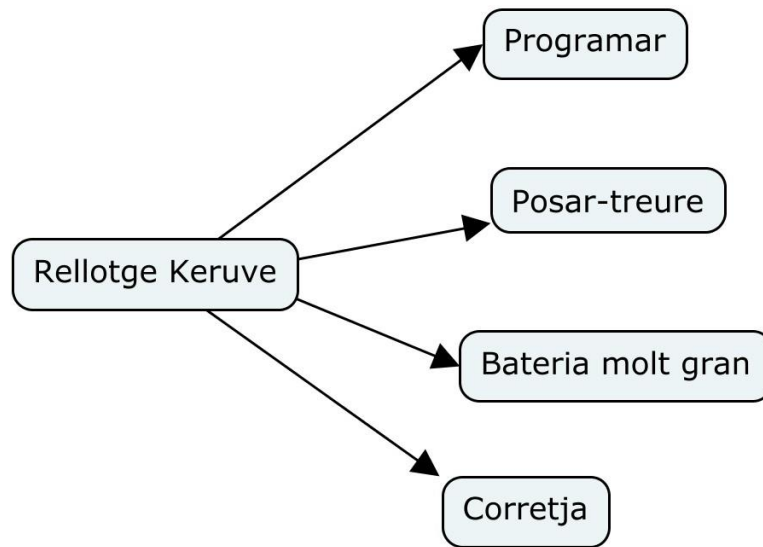 Programar
Posar-treure
Rellotge Keruve
Bateria molt gran
Corretja